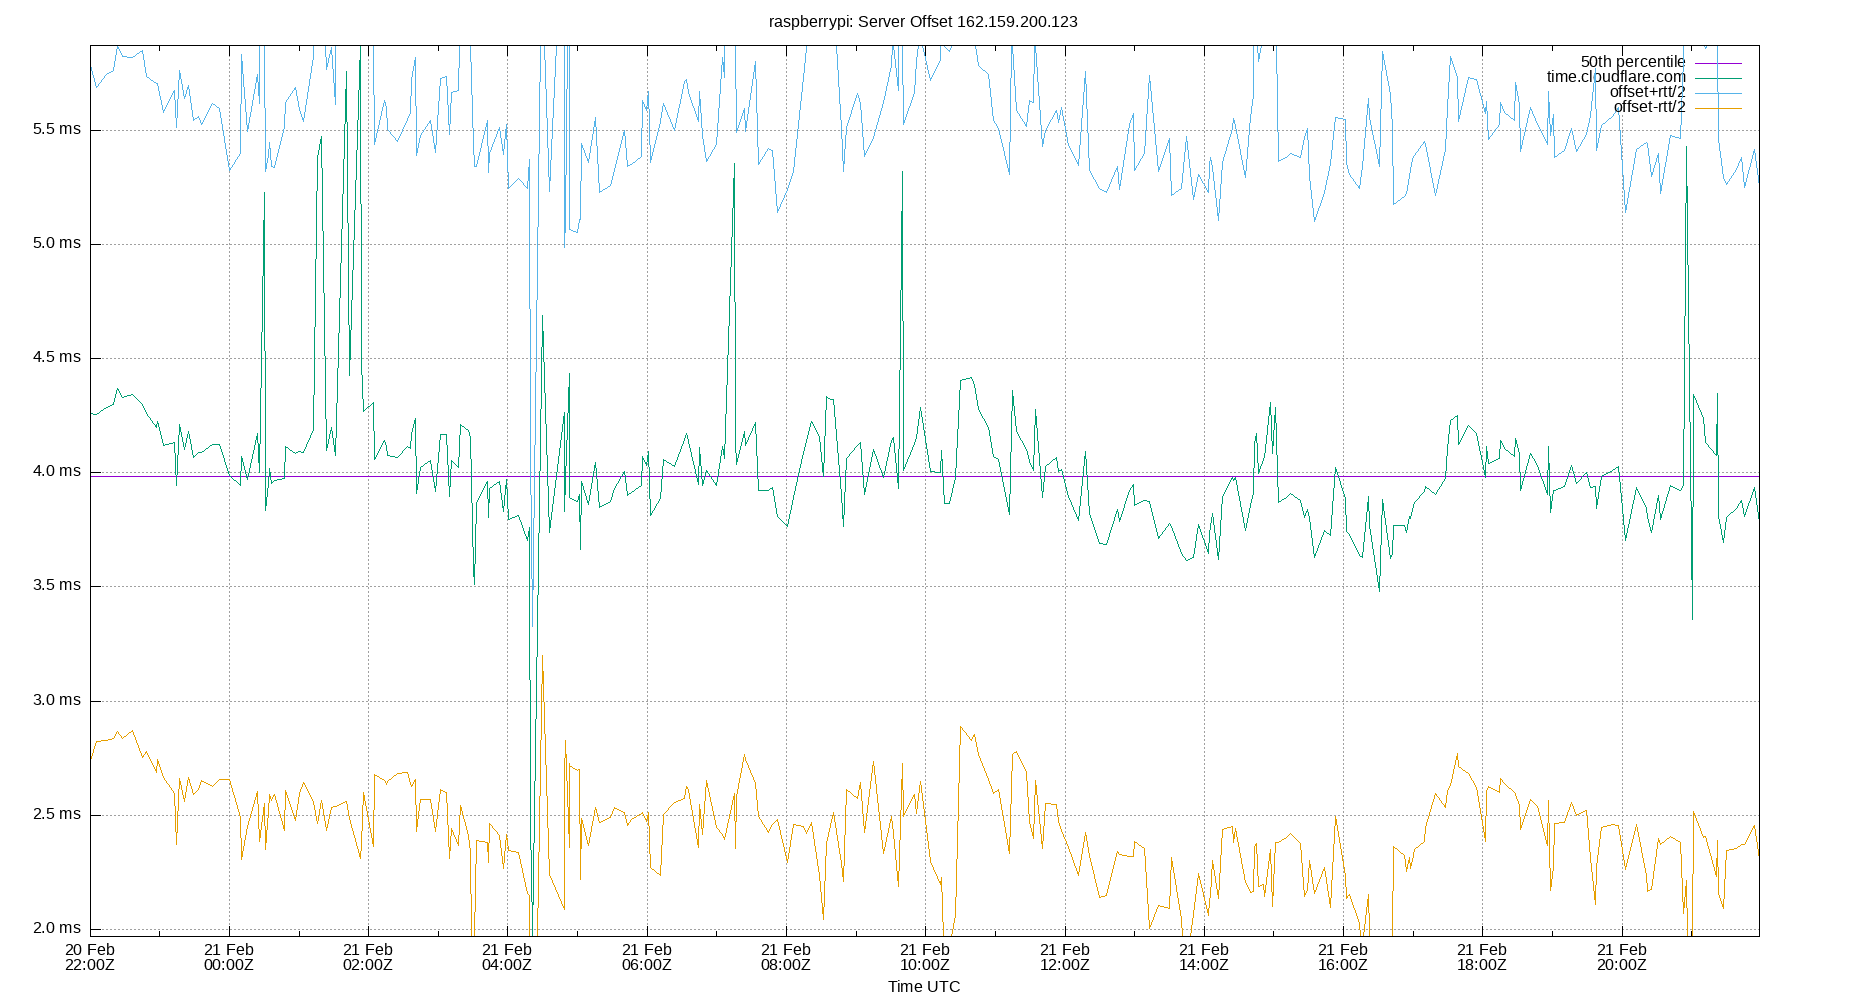 raspberrypi: Server Offset 162.159.200.123
50th percentile
time.cloudflare.com
offset+rtt/2
offset-rtt/2
5.5 ms
5.0 ms
4.5 ms
4.0 ms
3.5 ms
3.0 ms
2.5 ms
2.0 ms
20 Feb 21 Feb 21 Feb 21 Feb 21 Feb 21 Feb 21 Feb 21 Feb 21 Feb 21 Feb 21 Feb 21 Feb
22:00Z 00:00Z 02:00Z 04:00Z 06:00Z 08:00Z 10:00Z 12:00Z 14:00Z 16:00Z 18:00Z 20:00Z
Time UTC